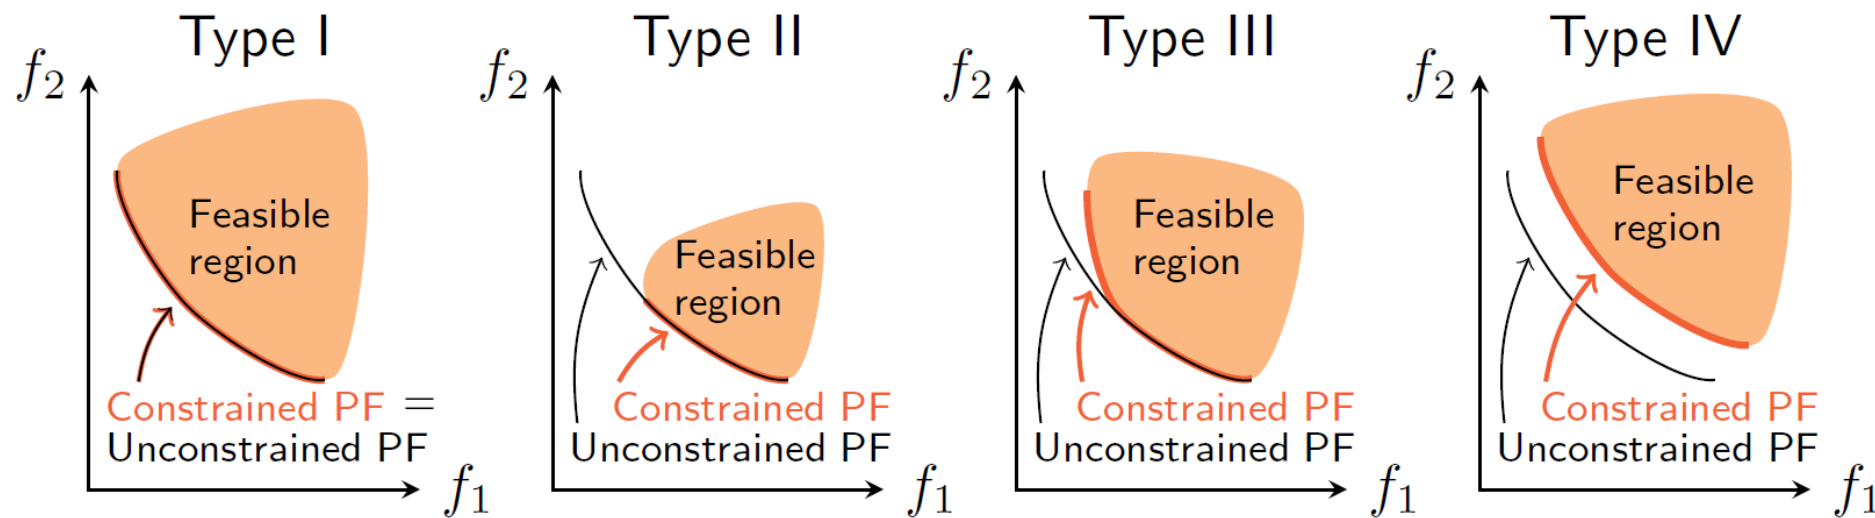 Type I
f₂
Feasible
region
Constrained PF =
Unconstrained PF
f₁
Type II
f₂
Feasible
region
Constrained PF
Unconstrained PF
f₁
Type III
f₂
Feasible
region
Constrained PF
Unconstrained PF
f₁
Type IV
f₂
Feasible
region
Constrained PF
Unconstrained PF
f₁